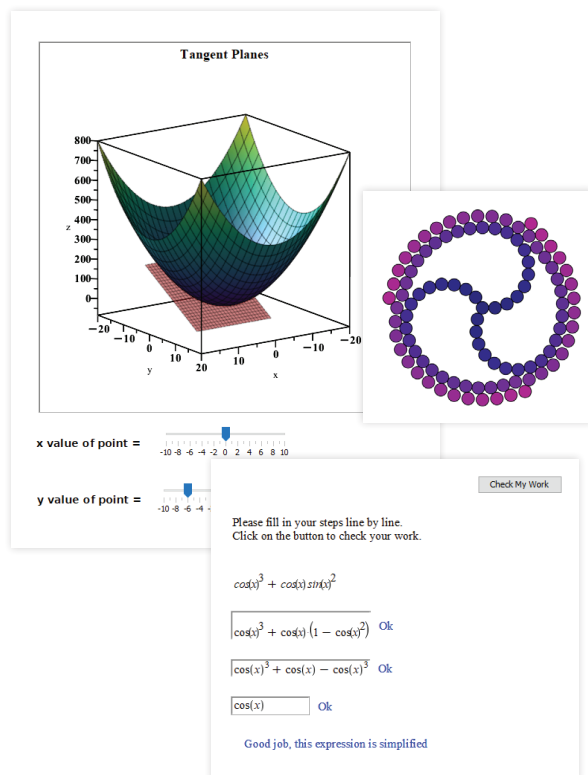 Tangent Planes
800
700
600
500
400
300
200
100
0
z
-20
-10
0
10
20
y
10
0
-10
-20
x
x value of point =
-10 -8 -6 -4 -2 0 2 4 6 8 10
y value of point =
-10 -8 -6 -4 -
Check My Work
Please fill in your steps line by line.
Click on the button to check your work.
cos(x)³ + cos(x) sin(x)²
cos(x)³ + cos(x) (1 − cos(x)²) Ok
cos(x)³ + cos(x) − cos(x)³ Ok
cos(x) Ok
Good job, this expression is simplified